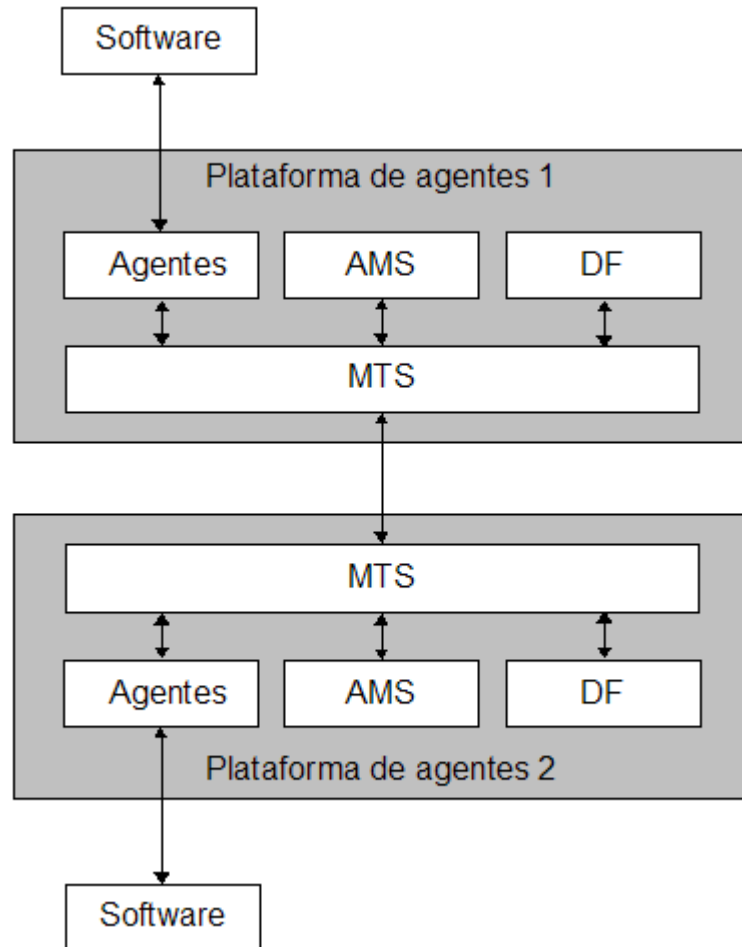 Software
Plataforma de agentes 1
Agentes
AMS
DF
MTS
MTS
Agentes
AMS
DF
Plataforma de agentes 2
Software